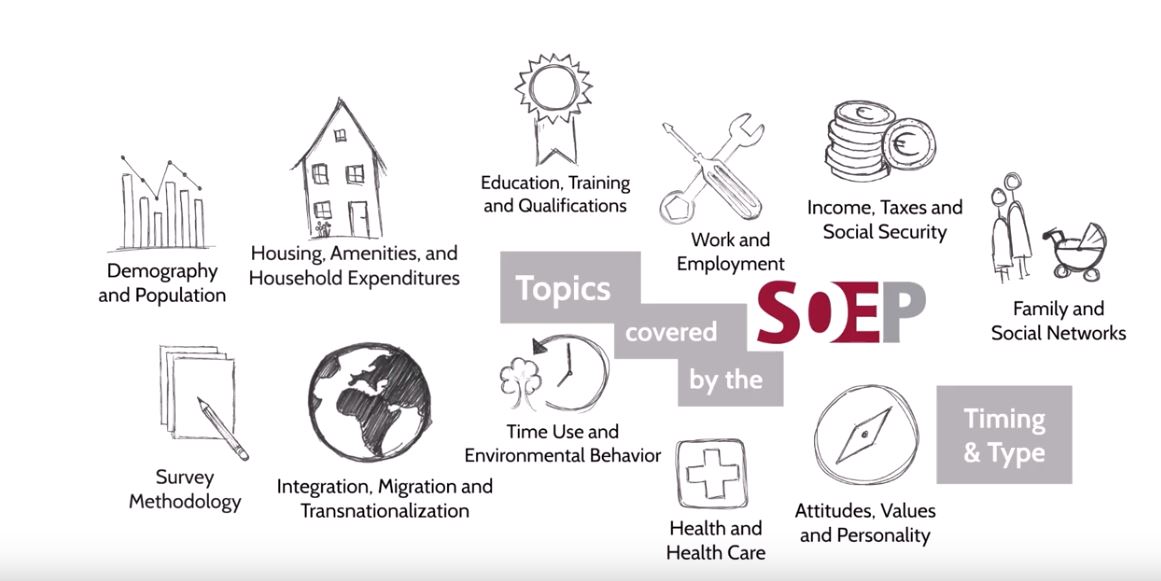 Education, Training
and Qualifications
Income, Taxes and
Social Security
Work and
Employment
Housing, Amenities, and
Household Expenditures
Demography
and Population
Topics
covered
by the
SOEP
Family and
Social Networks
Timing
& Type
Time Use and
Environmental Behavior
Survey
Methodology
Integration, Migration and
Transnationalization
Attitudes, Values
and Personality
Health and
Health Care